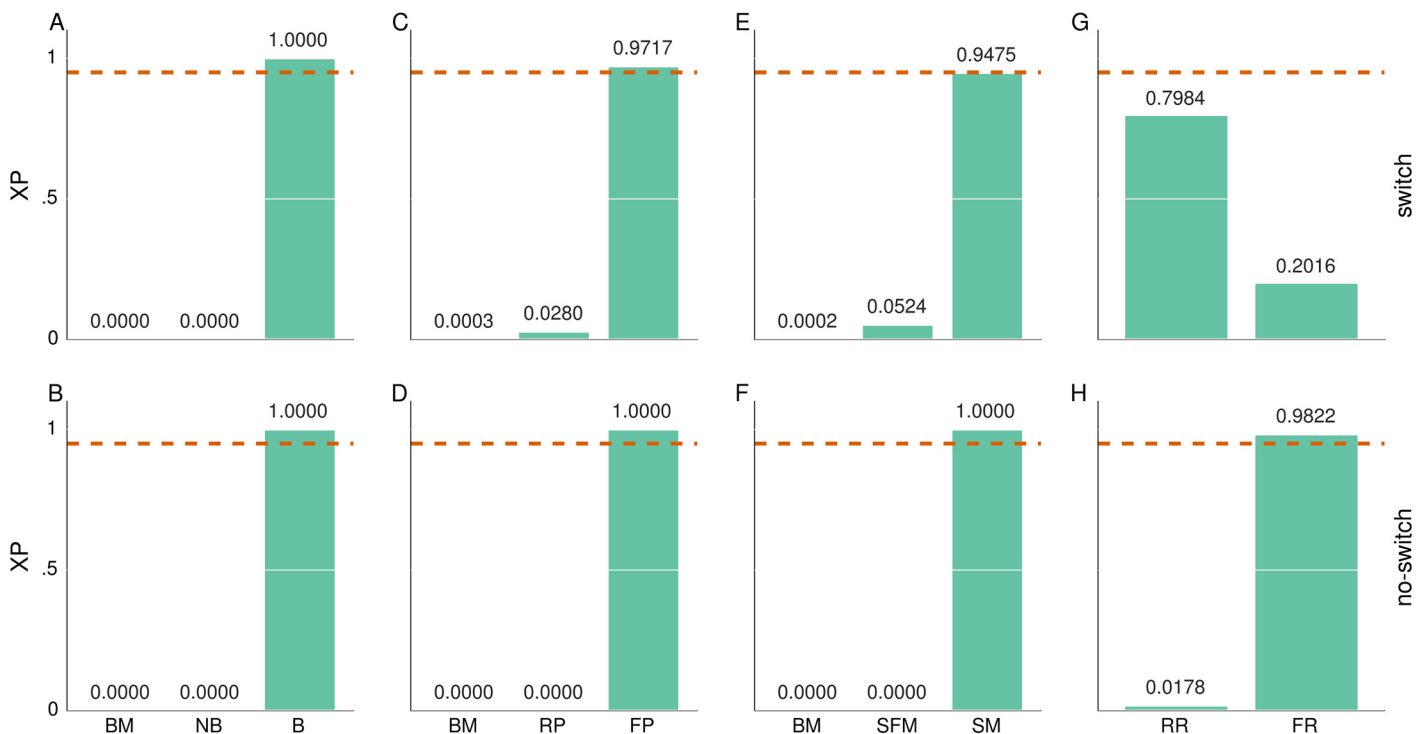 A C E G
1.0000 0.9717 0.9475
1
0.7984
XP .5 switch
0.2016
0.0000 0.0000 0.0003 0.0280 0.0002 0.0524
0
B D F H
1.0000 1.0000 1.0000 0.9822
1
XP .5 no-switch
0.0000 0.0000 0.0000 0.0000 0.0000 0.0000 0.0178
0
BM NB B BM RP FP BM SFM SM RR FR